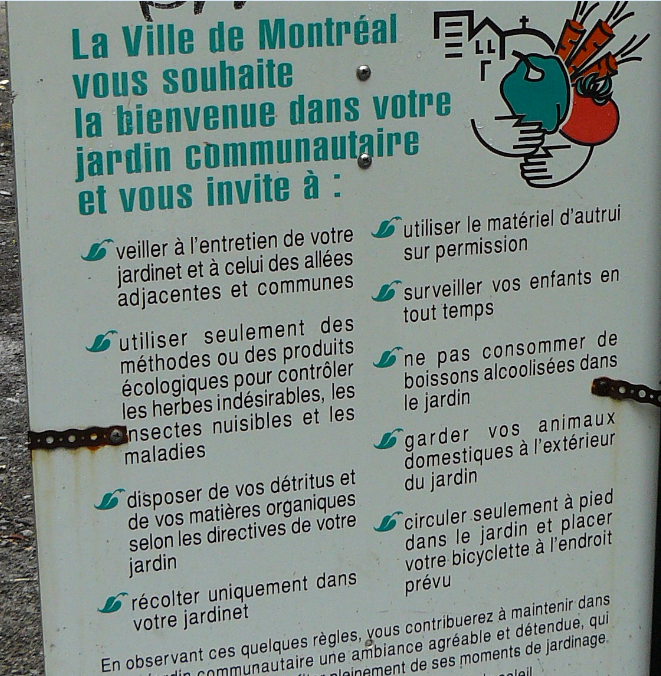 La Ville de Montréal
vous souhaite
la bienvenue dans votre
jardin communautaire
et vous invite à :
veiller à l'entretien de votre
jardinet et à celui des allées
adjacentes et communes
utiliser seulement des
méthodes ou des produits
écologiques pour contrôler
les herbes indésirables, les
insectes nuisibles et les
maladies
disposer de vos détritus et
de vos matières organiques
selon les directives de votre
jardin
récolter uniquement dans
votre jardinet
utiliser le matériel d'autrui
sur permission
surveiller vos enfants en
tout temps
ne pas consommer de
boissons alcoolisées dans
le jardin
garder vos animaux
domestiques à l'extérieur
du jardin
circuler seulement à pied
dans le jardin et placer
votre bicyclette à l'endroit
prévu
En observant ces quelques règles, vous contribuerez à maintenir dans
jardin communautaire une ambiance agréable et détendue, qui
pleinement de ses moments de jardinage.
soleil